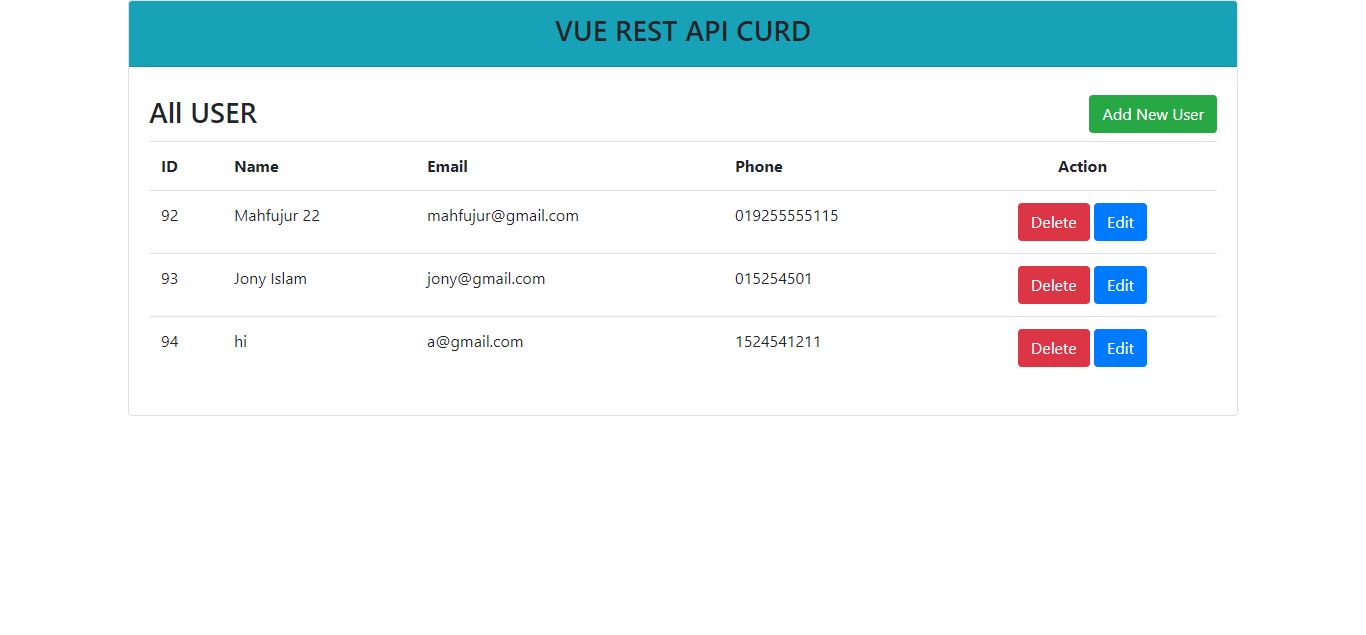 VUE REST API CURD
All USER Add New User
ID Name Email Phone Action
92 Mahfujur 22 mahfujur@gmail.com 019255555115 Delete Edit
93 Jony Islam jony@gmail.com 015254501 Delete Edit
94 hi a@gmail.com 1524541211 Delete Edit